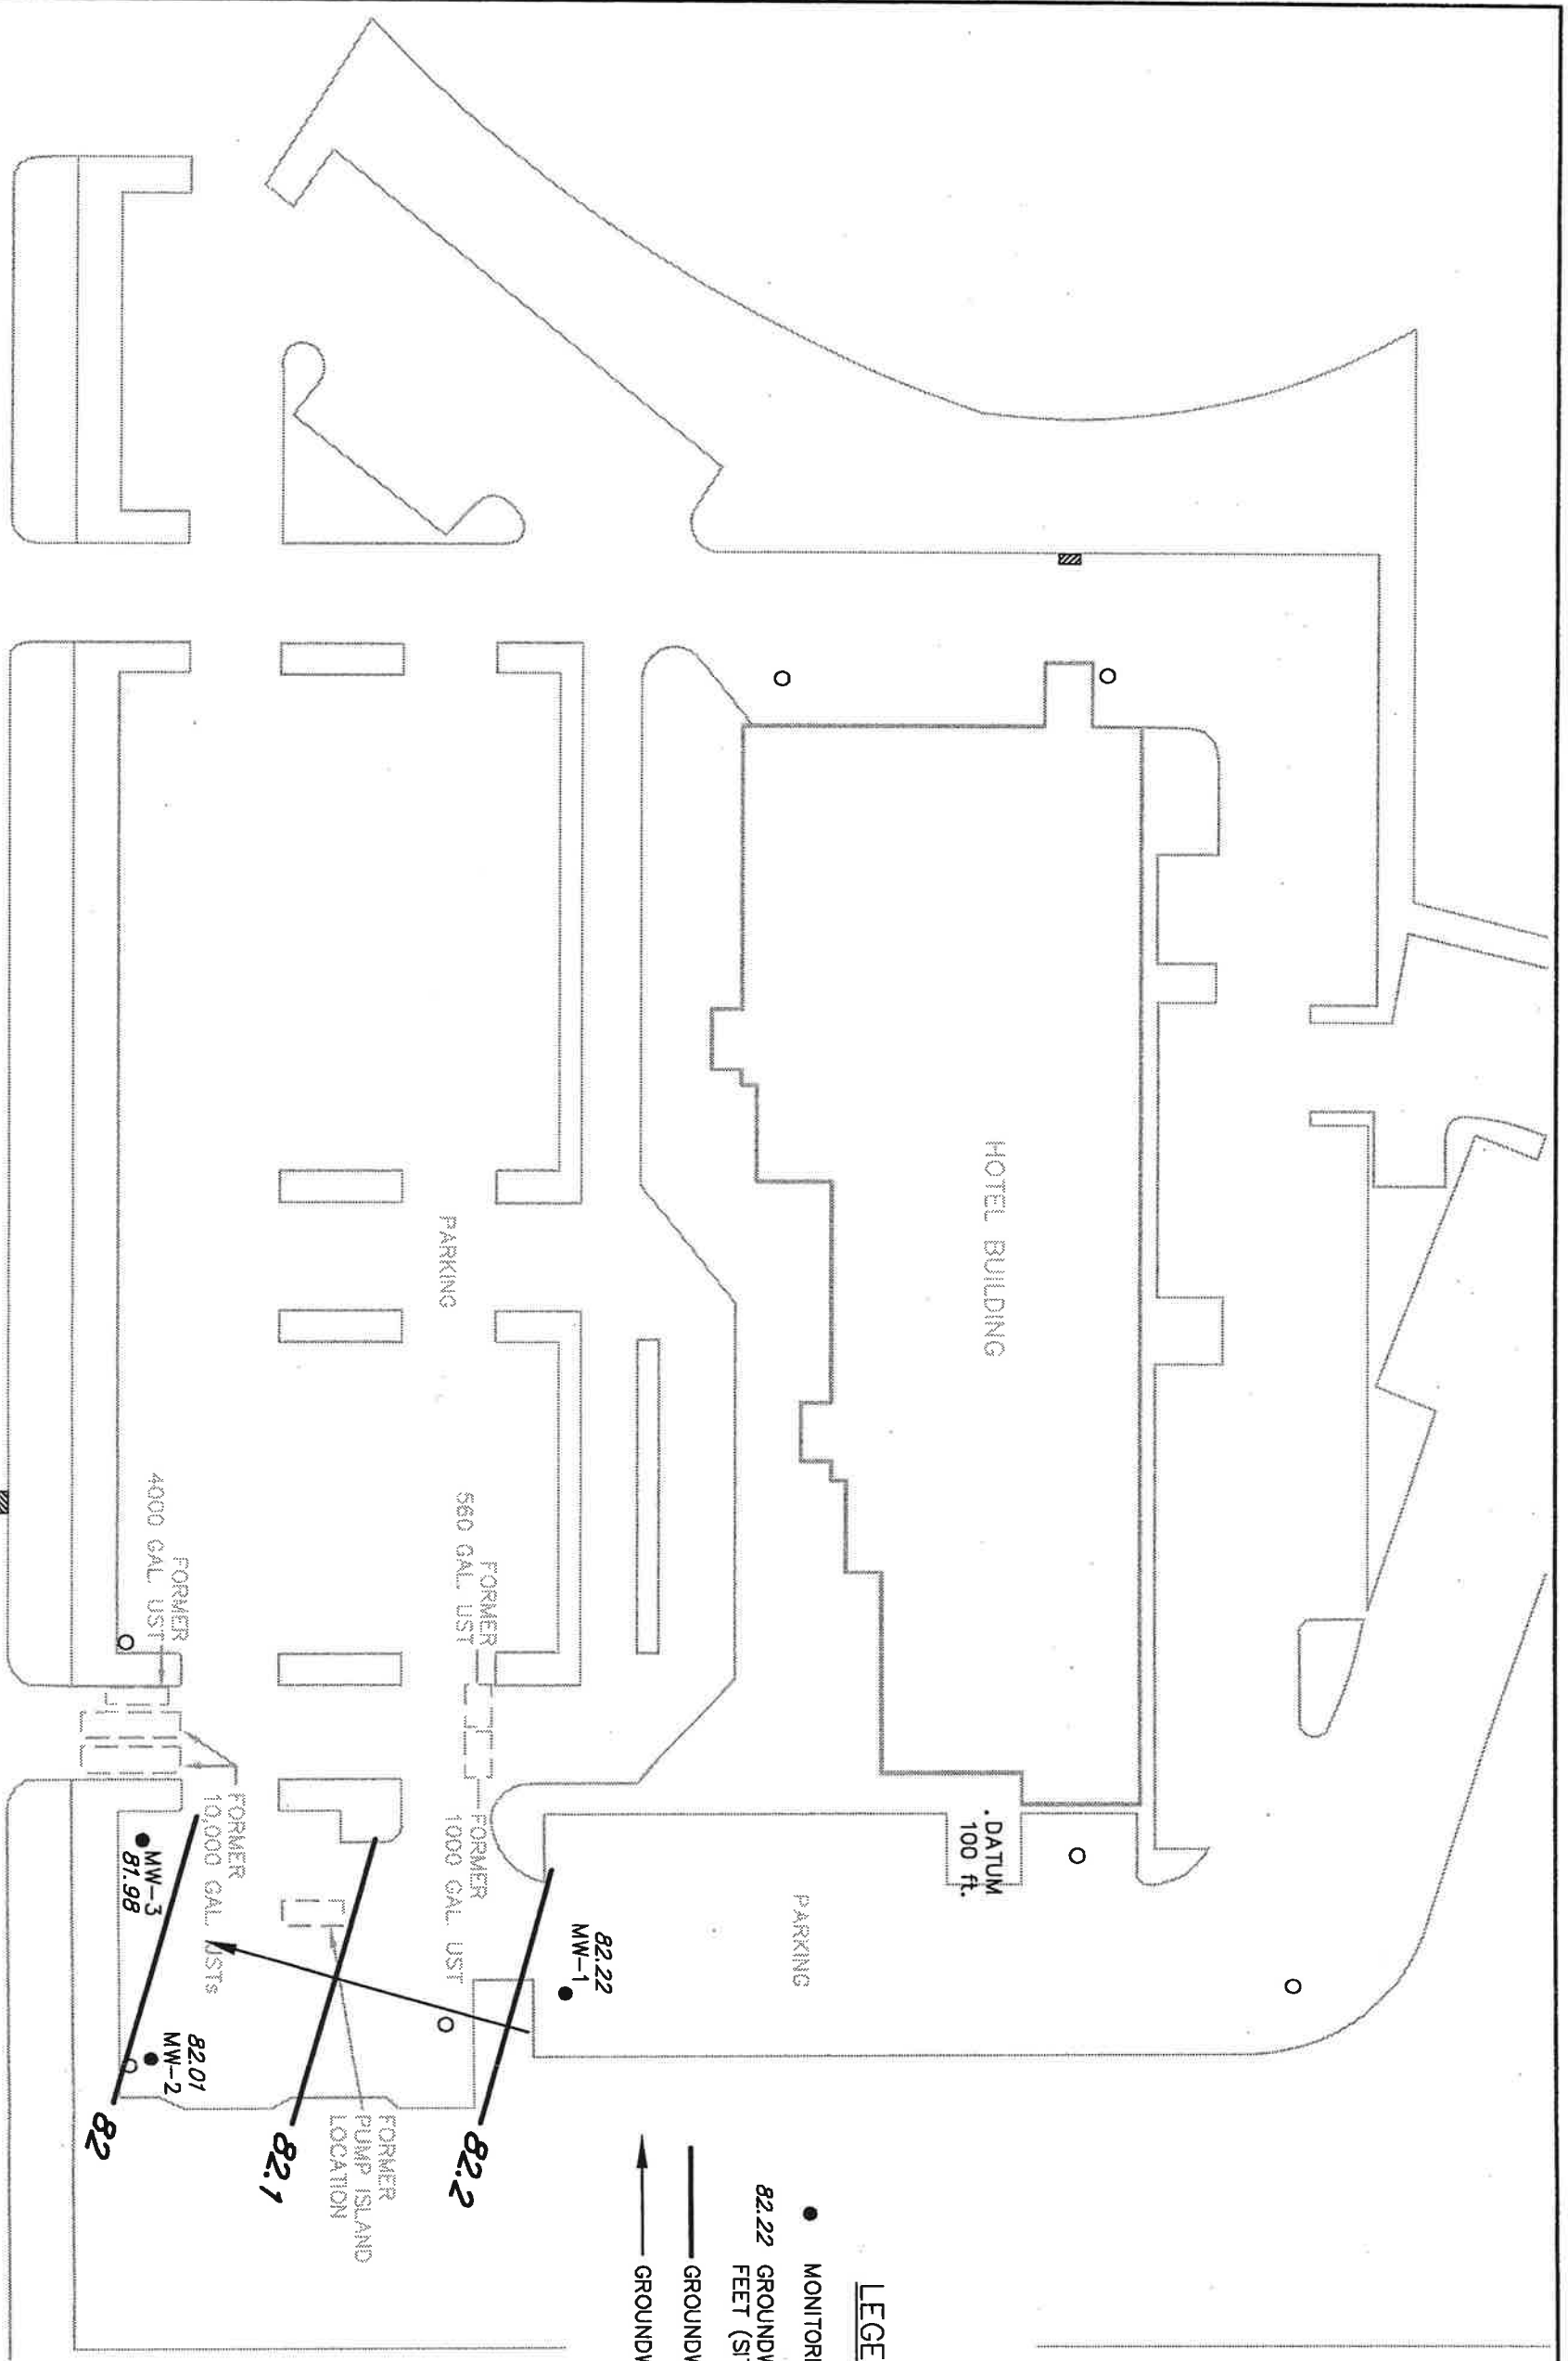 HOTEL BUILDING
PARKING
FORMER
560 GAL. UST
FORMER
4000 GAL. UST
.DATUM
100 ft.
PARKING
FORMER
1000 GAL. UST
FORMER
10,000 GAL. USTs
82.22
MW-1
MW-3
81.98
82.01
MW-2
FORMER
PUMP ISLAND
LOCATION
82.2
82.1
82
LEGE
MONITORI
82.22 GROUNDW
FEET (SIT
GROUNDW
GROUNDW